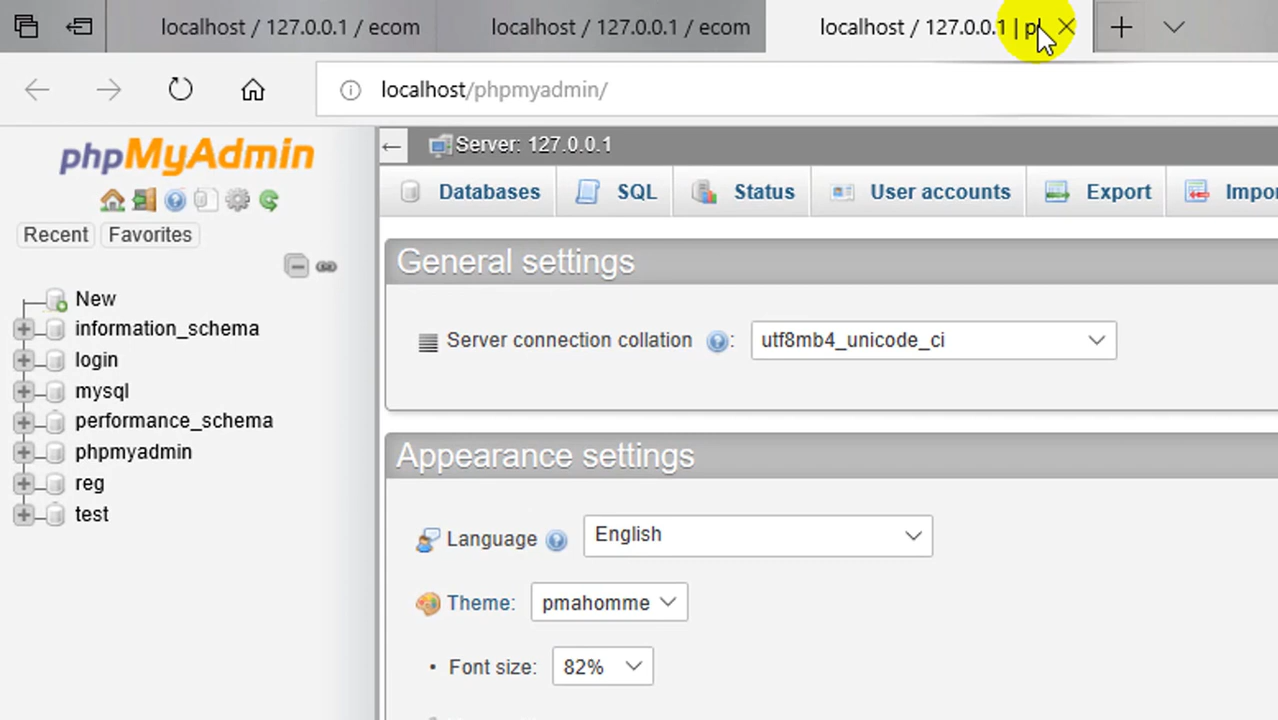 localhost / 127.0.0.1 / ecom
localhost / 127.0.0.1 / ecom
localhost / 127.0.0.1 |
localhost/phpmyadmin/
phpMyAdmin
Recent
Favorites
New
information_schema
login
mysql
performance_schema
phpmyadmin
reg
test
Server: 127.0.0.1
Databases
SQL
Status
User accounts
Export
Impo
General settings
Server connection collation
:
utf8mb4_unicode_ci
Appearance settings
Language
English
Theme:
pmahomme
• Font size:
82%